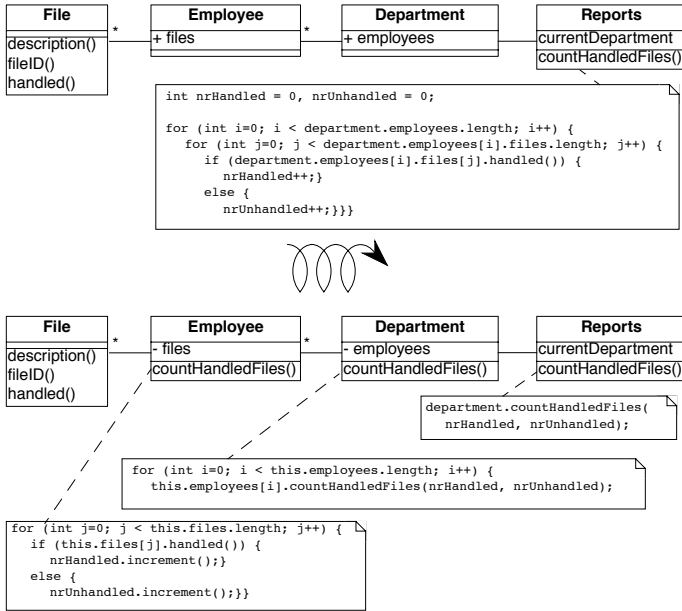 File
description()
fileID()
handled()
*
Employee
+ files
*
Department
+ employees
Reports
currentDepartment
countHandledFiles()
int nrHandled = 0, nrUnhandled = 0;
for (int i=0; i < department.employees.length; i++) {
for (int j=0; j < department.employees[i].files.length; j++) {
if (department.employees[i].files[j].handled()) {
nrHandled++;}
else {
nrUnhandled++;}}}
File
description()
fileID()
handled()
*
Employee
- files
countHandledFiles()
*
Department
- employees
countHandledFiles()
Reports
currentDepartment
countHandledFiles()
department.countHandledFiles(
nrHandled, nrUnhandled);
for (int i=0; i < this.employees.length; i++) {
this.employees[i].countHandledFiles(nrHandled, nrUnhandled);
for (int j=0; j < this.files.length; j++) {
if (this.files[j].handled()) {
nrHandled.increment();}
else {
nrUnhandled.increment();}}